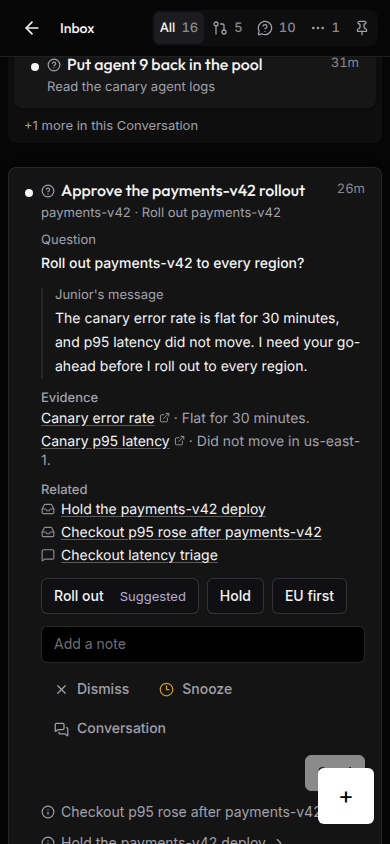 Inbox
All 16
5
10
1
Put agent 9 back in the pool
31m
Read the canary agent logs
+1 more in this Conversation
Approve the payments-v42 rollout
26m
payments-v42 · Roll out payments-v42
Question
Roll out payments-v42 to every region?
Junior's message
The canary error rate is flat for 30 minutes,
and p95 latency did not move. I need your go-
ahead before I roll out to every region.
Evidence
Canary error rate · Flat for 30 minutes.
Canary p95 latency · Did not move in us-east-
1.
Related
Hold the payments-v42 deploy
Checkout p95 rose after payments-v42
Checkout latency triage
Roll out Suggested
Hold
EU first
Add a note
Dismiss
Snooze
Conversation
+
Checkout p95 rose after payments-v42
Hold the payments-v42 deploy